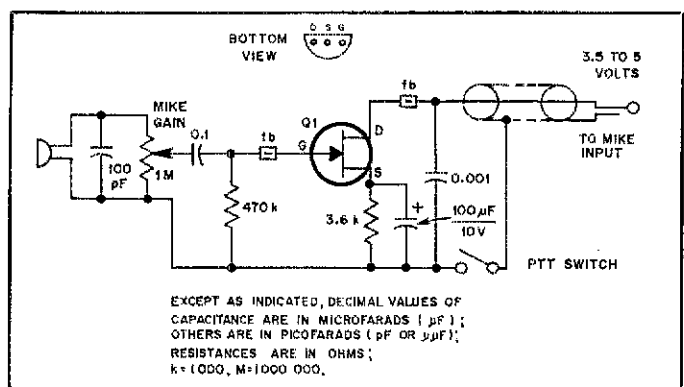 BOTTOM
VIEW
D S G
3.5 TO 5
VOLTS
MIKE
GAIN
0.1
fb
Q1
fb
D
G
S
TO MIKE
INPUT
100
pF
1M
470 k
3.6 k
+
100 µF
10V
0.001
PTT SWITCH
EXCEPT AS INDICATED, DECIMAL VALUES OF
CAPACITANCE ARE IN MICROFARADS ( µF ) ;
OTHERS ARE IN PICOFARADS ( pF OR µµF ) ;
RESISTANCES ARE IN OHMS ;
k = 1000, M = 1000 000.